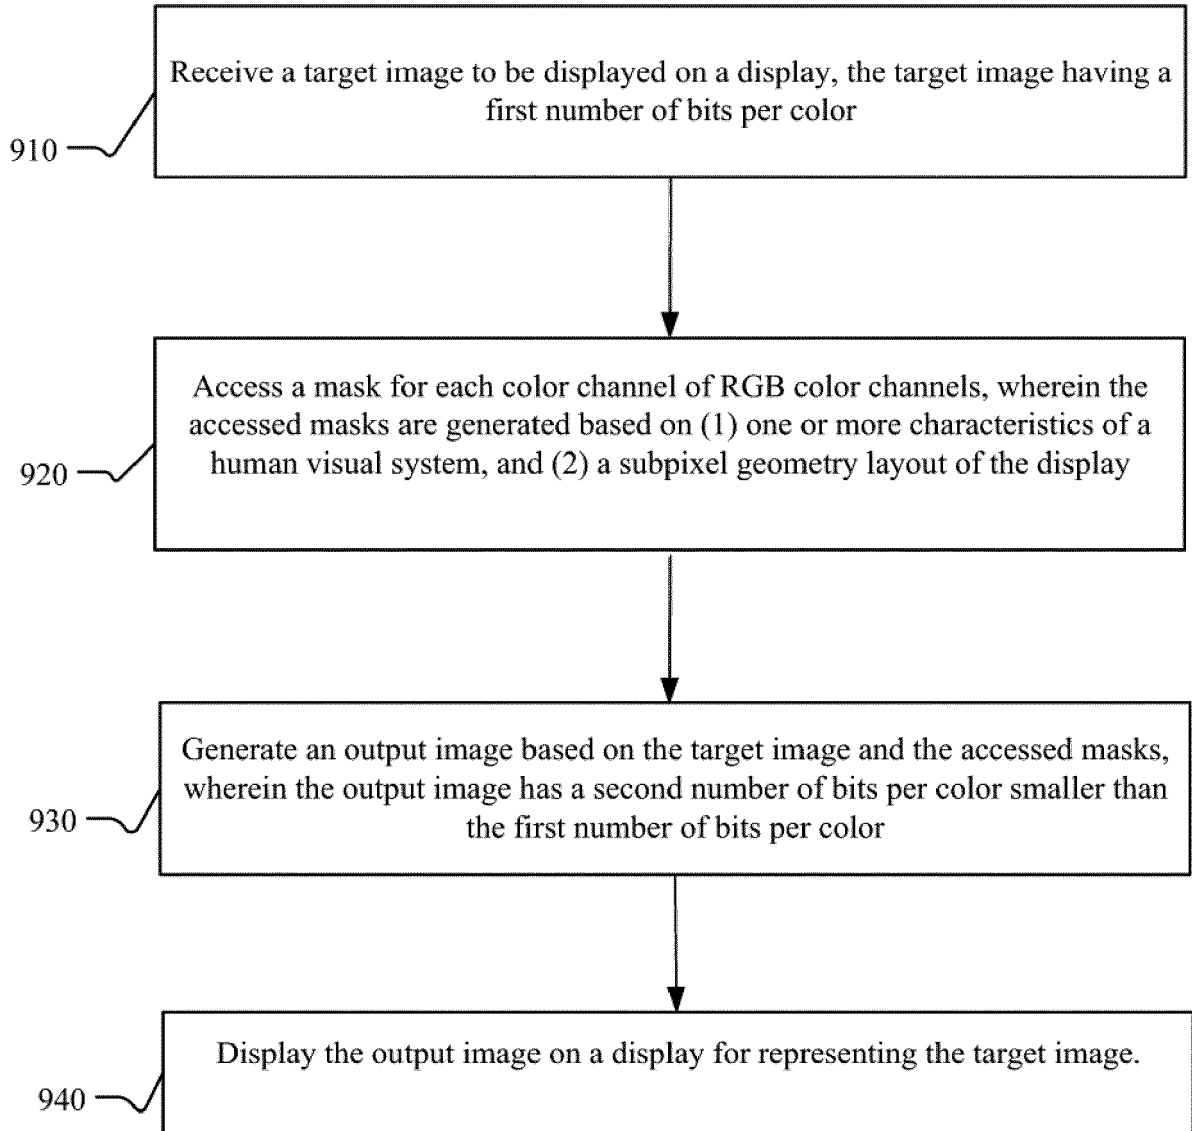 Receive a target image to be displayed on a display, the target image having a
first number of bits per color
910
Access a mask for each color channel of RGB color channels, wherein the
accessed masks are generated based on (1) one or more characteristics of a
human visual system, and (2) a subpixel geometry layout of the display
920
Generate an output image based on the target image and the accessed masks,
wherein the output image has a second number of bits per color smaller than
the first number of bits per color
930
Display the output image on a display for representing the target image.
940